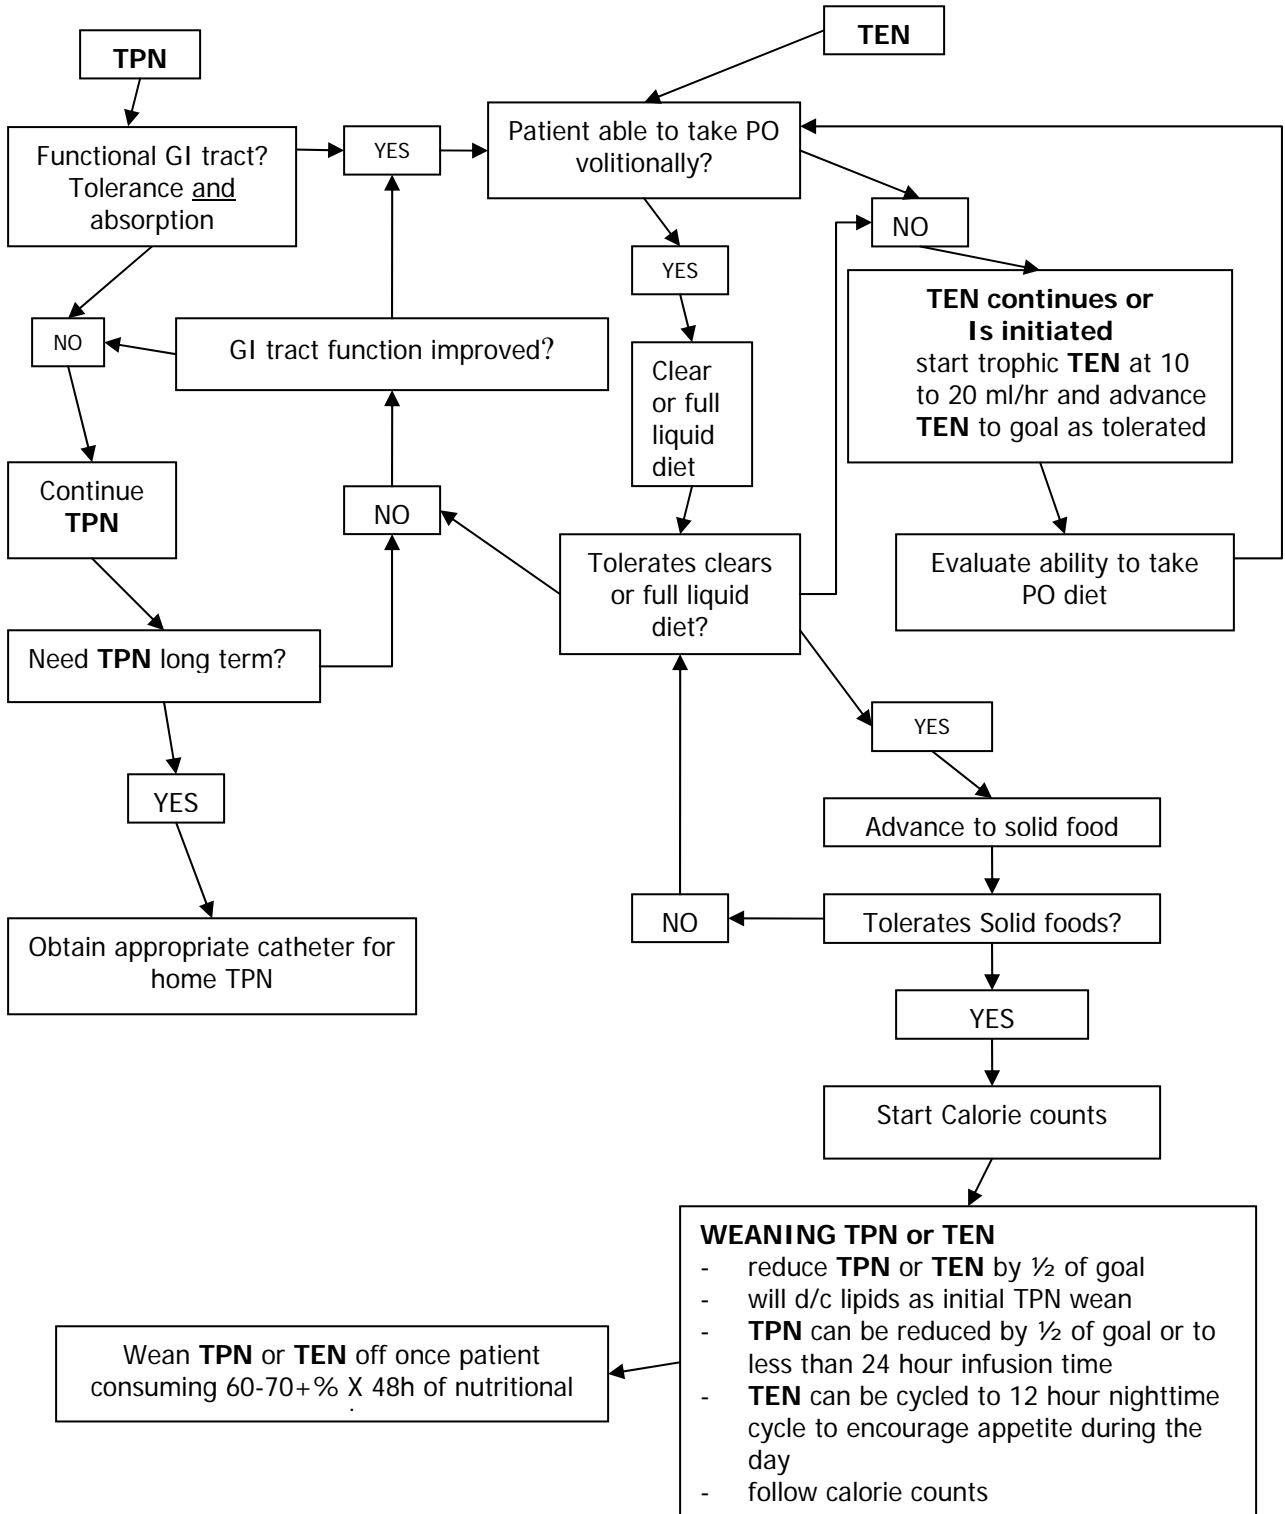 TPN
TEN
Functional GI tract?
Tolerance and
absorption
YES
Patient able to take PO
volitionally?
NO
YES
NO
GI tract function improved?
Clear
or full
liquid
diet
TEN continues or
Is initiated
start trophic TEN at 10
to 20 ml/hr and advance
TEN to goal as tolerated
Continue
TPN
NO
Tolerates clears
or full liquid
diet?
Evaluate ability to take
PO diet
Need TPN long term?
YES
YES
Advance to solid food
NO
Tolerates Solid foods?
Obtain appropriate catheter for
home TPN
YES
Start Calorie counts
WEANING TPN or TEN
- reduce TPN or TEN by ½ of goal
- will d/c lipids as initial TPN wean
- TPN can be reduced by ½ of goal or to
less than 24 hour infusion time
- TEN can be cycled to 12 hour nighttime
cycle to encourage appetite during the
day
- follow calorie counts
Wean TPN or TEN off once patient
consuming 60-70+% X 48h of nutritional